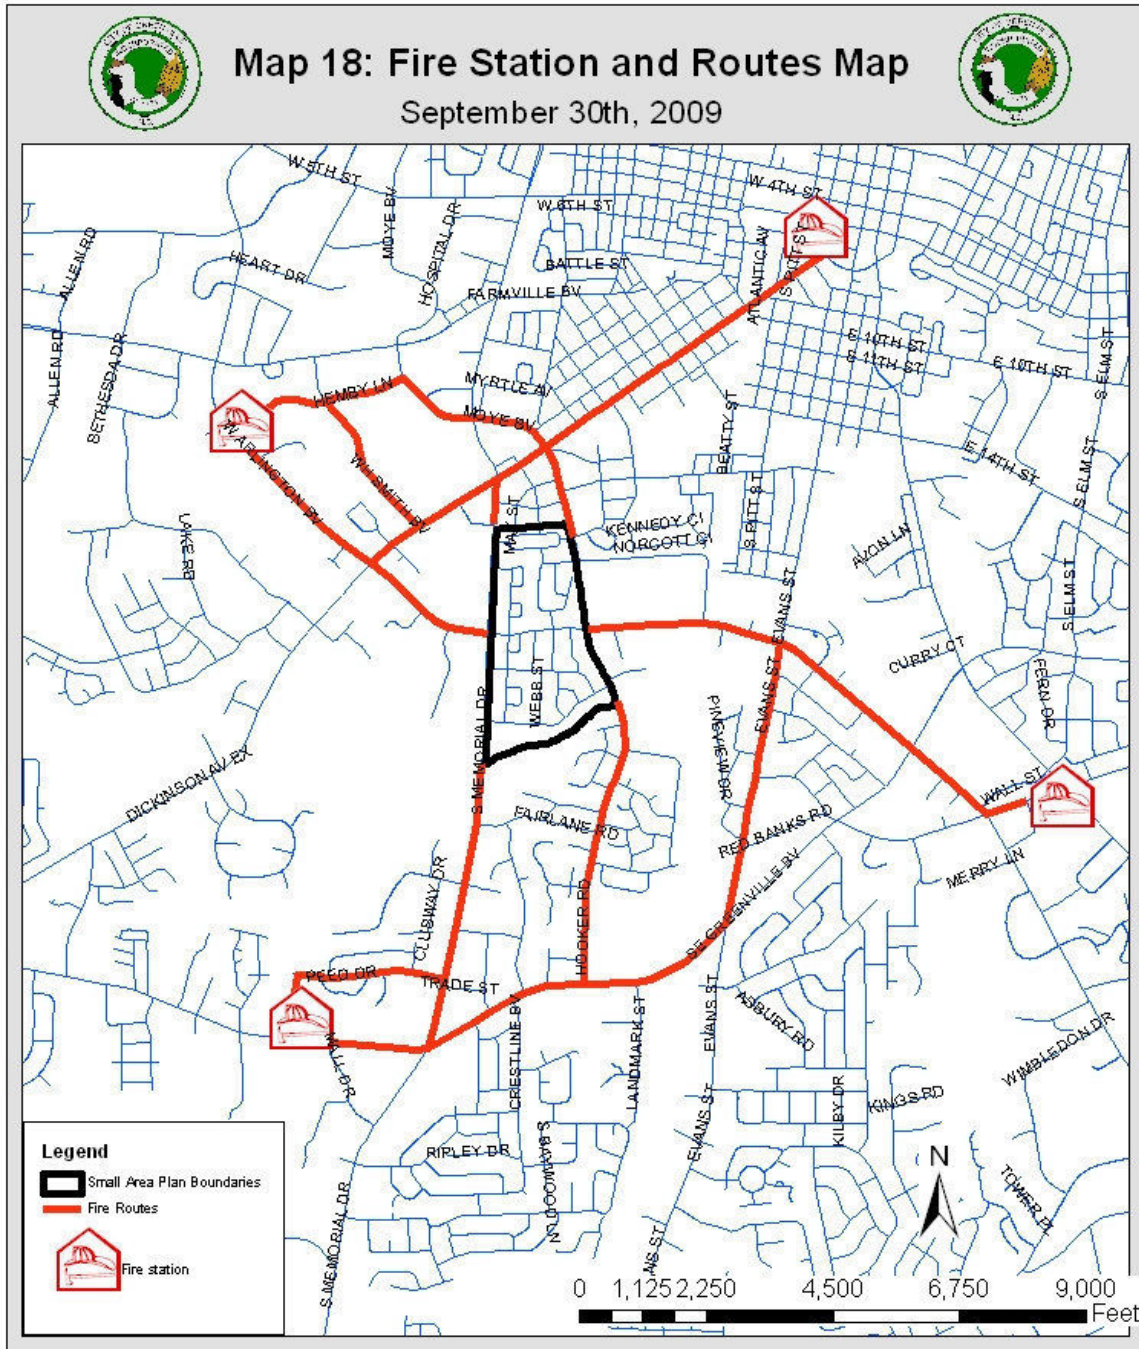 Map 18: Fire Station and Routes Map
September 30th, 2009
W 5TH ST
MOYE BV
HOSPITAL DR
W 6TH ST
W 4TH ST
ALLEN RD
HEART DR
BATTLE ST
FARMVILLE BV
ATLANTIC AV
S PITT ST
ALLEN RD
BETHESDA DR
E 10TH ST
E 11TH ST
E 10TH ST
S ELM ST
HEMBY LN
MYRTLE AV
MOYE BV
BEATTY ST
W ARLINGTON BV
WH SMITH BV
E 14TH ST
S ELM ST
LAKE RD
MAY ST
KENNEDY CI
NORCOTT CI
S PITT ST
AVON LN
EVANS ST
S ELM ST
CURRY CT
WEBB ST
EVANS ST
FERN DR
S MEMORIAL DR
PINEVIEW DR
DICKINSON AV EX
WALL ST
FAIRLANE RD
RED BANKS RD
MERRY LN
CLUBWAY DR
HOOKER RD
SE GREENVILLE BV
PEED DR
TRADE ST
MALL DR
CRESTLINE BV
LANDMARK ST
EVANS ST
ASBURY RD
WIMBLEDON DR
KINGS RD
KILBY DR
RIPLEY DR
S BAYWOOD LN
EVANS ST
TOWER PL
S MEMORIAL DR
NS ST
N
Legend
Small Area Plan Boundaries
Fire Routes
Fire station
0 1,125 2,250 4,500 6,750 9,000
Feet